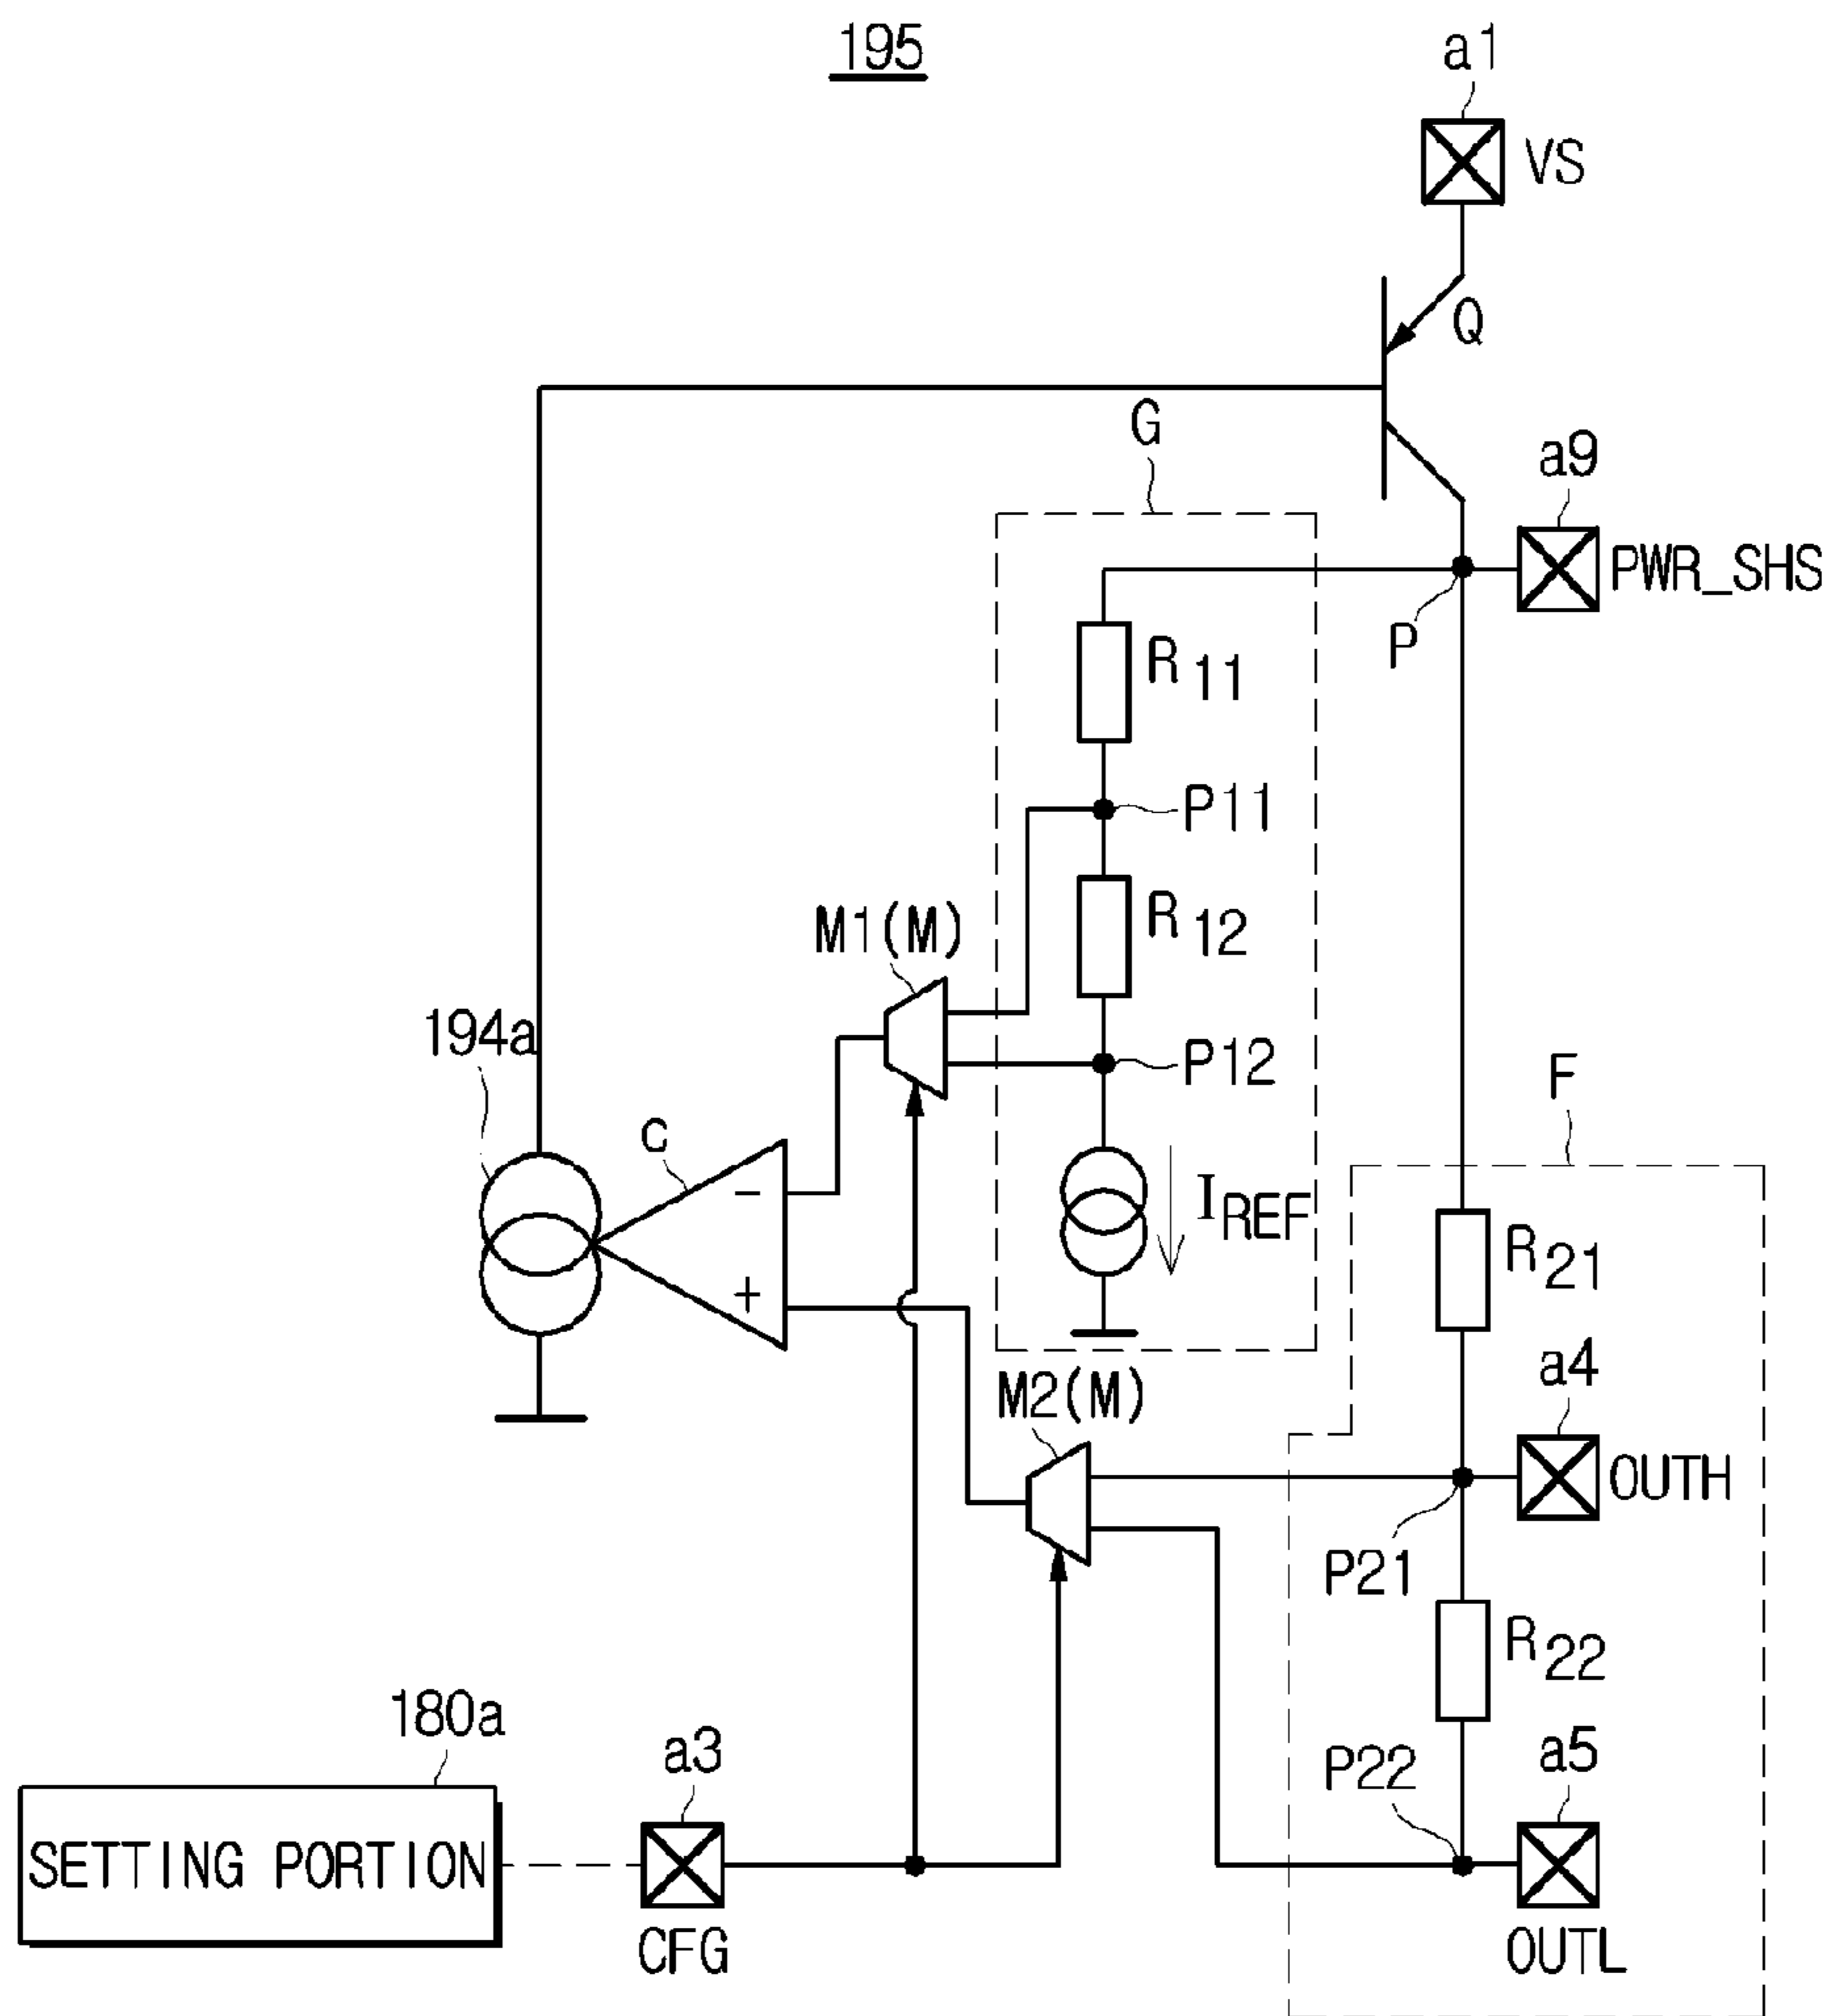 195
a1
VS
Q
G
a9
PWR_SHS
P
R11
P11
M1(M)
R12
194a
P12
F
C
−
IREF
R21
+
a4
M2(M)
OUTH
P21
R22
180a
a3
P22
a5
SETTING PORTION
CFG
OUTL